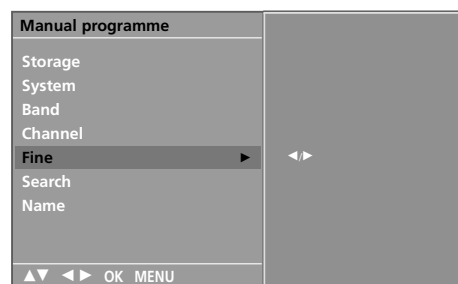 Manual programme
Storage
System
Band
Channel
Fine ► ◄/►
Search
Name
▲▼ ◄ ► OK MENU